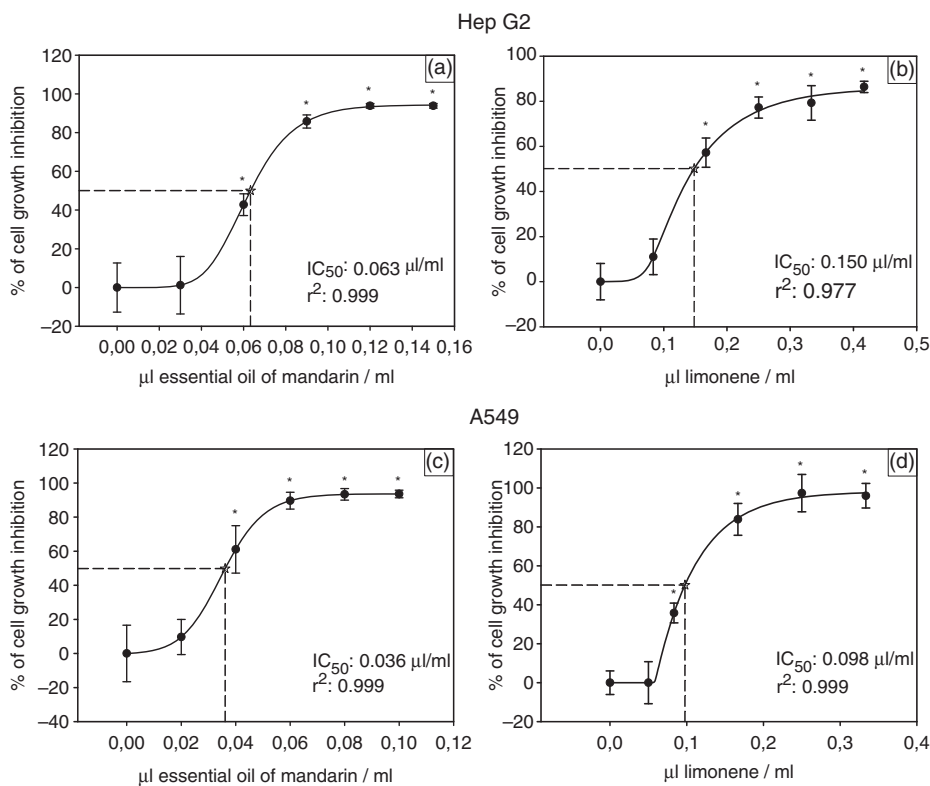 Hep G2
(a)
% of cell growth inhibition
120
100
80
60
40
20
0
–20
* * * *
IC50: 0.063 µl/ml
r2: 0.999
0,00 0,02 0,04 0,06 0,08 0,10 0,12 0,14 0,16
µl essential oil of mandarin / ml
(b)
% of cell growth inhibition
100
80
60
40
20
0
–20
* * * *
IC50: 0.150 µl/ml
r2: 0.977
0,0 0,1 0,2 0,3 0,4 0,5
µl limonene / ml
A549
(c)
% of cell growth inhibition
120
100
80
60
40
20
0
–20
–40
* * * *
IC50: 0.036 µl/ml
r2: 0.999
0,00 0,02 0,04 0,06 0,08 0,10 0,12
µl essential oil of mandarin / ml
(d)
% of cell growth inhibition
120
100
80
60
40
20
0
–20
* * * *
IC50: 0.098 µl/ml
r2: 0.999
0,0 0,1 0,2 0,3 0,4
µl limonene / ml